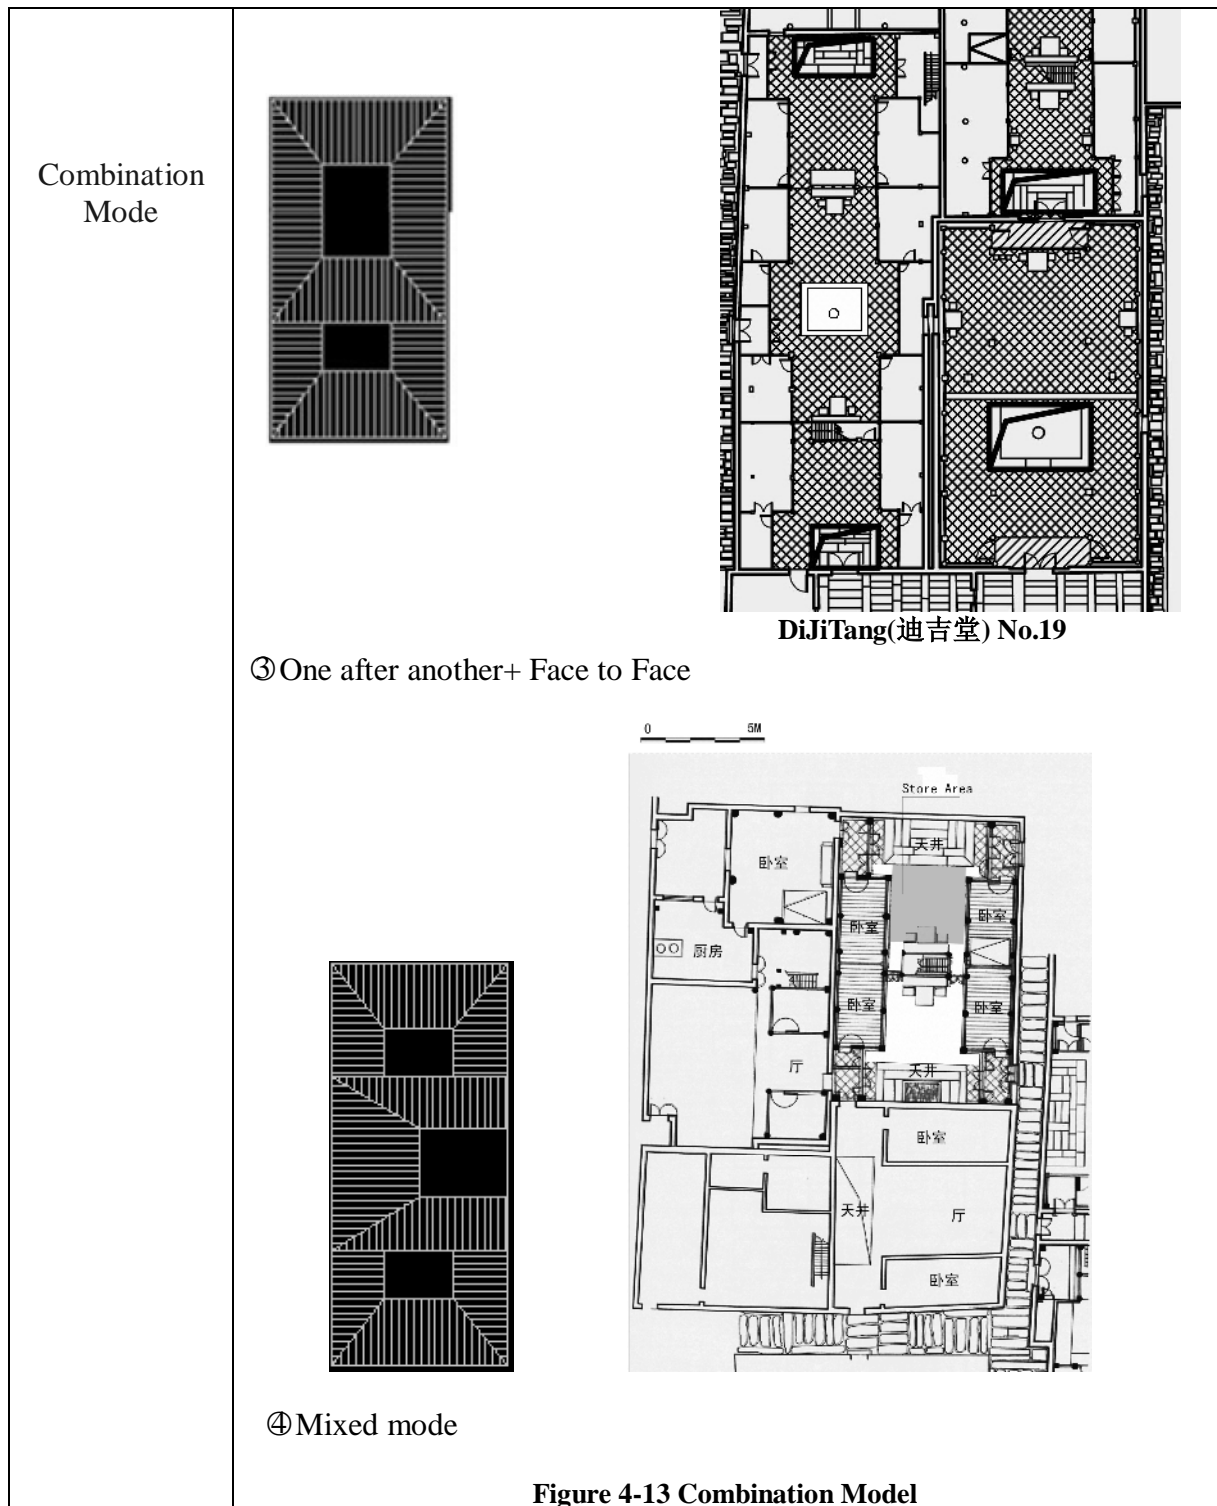 Combination
Mode
DiJiTang(迪吉堂) No.19
③One after another+ Face to Face
0 5M
Store Area
天井
卧室
卧室
卧室
厨房
卧室
卧室
厅
天井
卧室
天井
厅
卧室
④Mixed mode
Figure 4-13 Combination Model